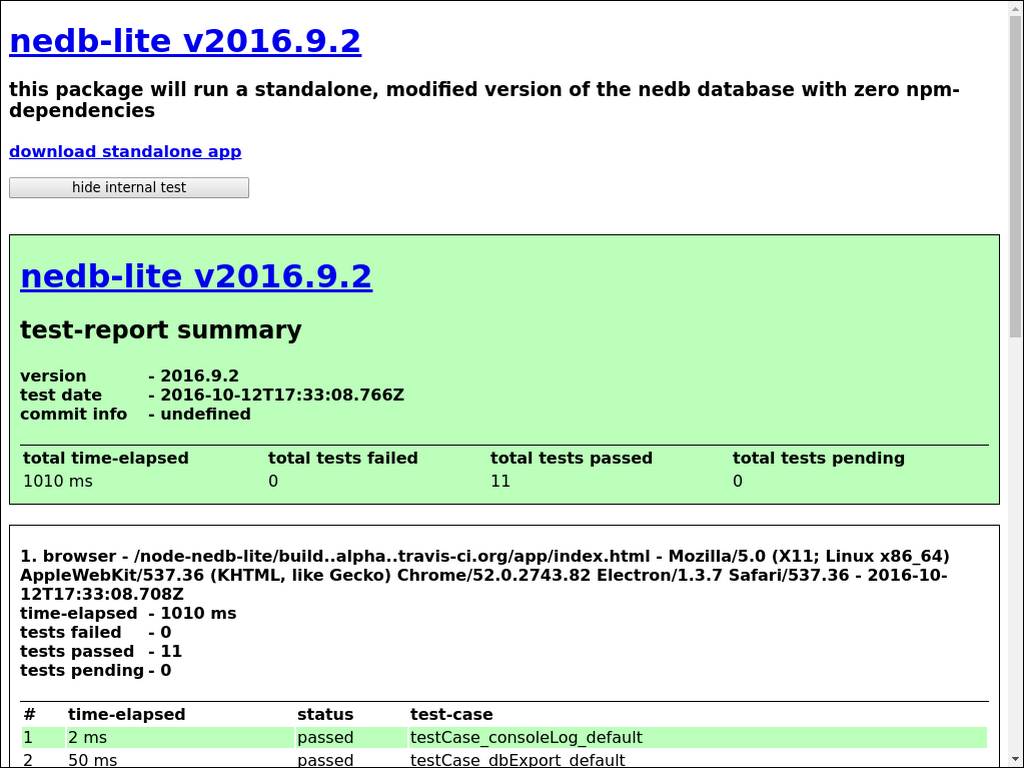 nedb-lite v2016.9.2
this package will run a standalone, modified version of the nedb database with zero npm-
dependencies
download standalone app
hide internal test
nedb-lite v2016.9.2
test-report summary
version - 2016.9.2
test date - 2016-10-12T17:33:08.766Z
commit info - undefined
total time-elapsed total tests failed total tests passed total tests pending
1010 ms 0 11 0
1. browser - /node-nedb-lite/build..alpha..travis-ci.org/app/index.html - Mozilla/5.0 (X11; Linux x86_64)
AppleWebKit/537.36 (KHTML, like Gecko) Chrome/52.0.2743.82 Electron/1.3.7 Safari/537.36 - 2016-10-
12T17:33:08.708Z
time-elapsed - 1010 ms
tests failed - 0
tests passed - 11
tests pending - 0
# time-elapsed status test-case
1 2 ms passed testCase_consoleLog_default
2 50 ms passed testCase_dbExport_default